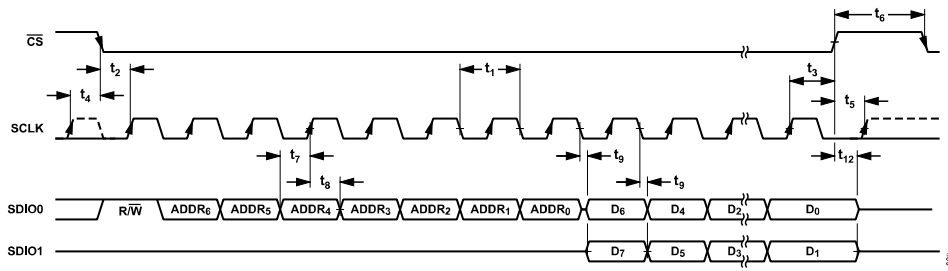 t6
CS
t2
t1
t3
t4
t5
SCLK
t7
t9
t12
t8
t9
SDIO0
R/W
ADDR6
ADDR5
ADDR4
ADDR3
ADDR2
ADDR1
ADDR0
D6
D4
D2
D0
SDIO1
D7
D5
D3
D1